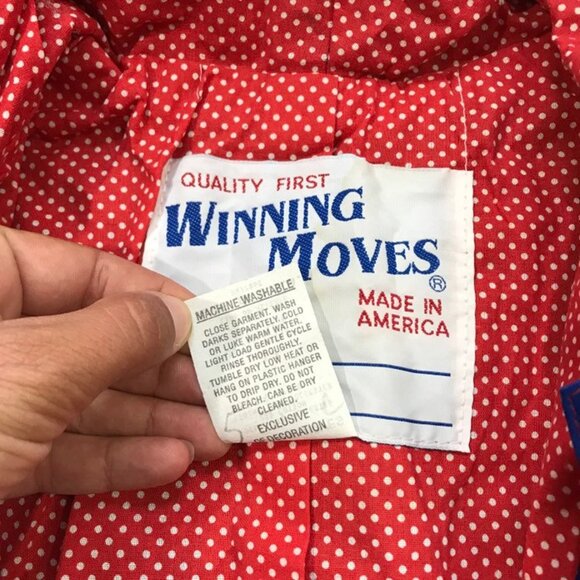 QUALITY FIRST
WINNING
MOVES®
MADE IN
AMERICA
MACHINE WASHABLE
CLOSE GARMENT. WASH
DARKS SEPARATELY. COLD
OR LUKE WARM WATER.
LIGHT LOAD GENTLE CYCLE
RINSE THOROUGHLY.
TUMBLE DRY LOW HEAT OR
HANG ON PLASTIC HANGER
TO DRIP DRY. DO NOT
BLEACH. CAN BE DRY
CLEANED.
EXCLUSIVE
OF DECORATION